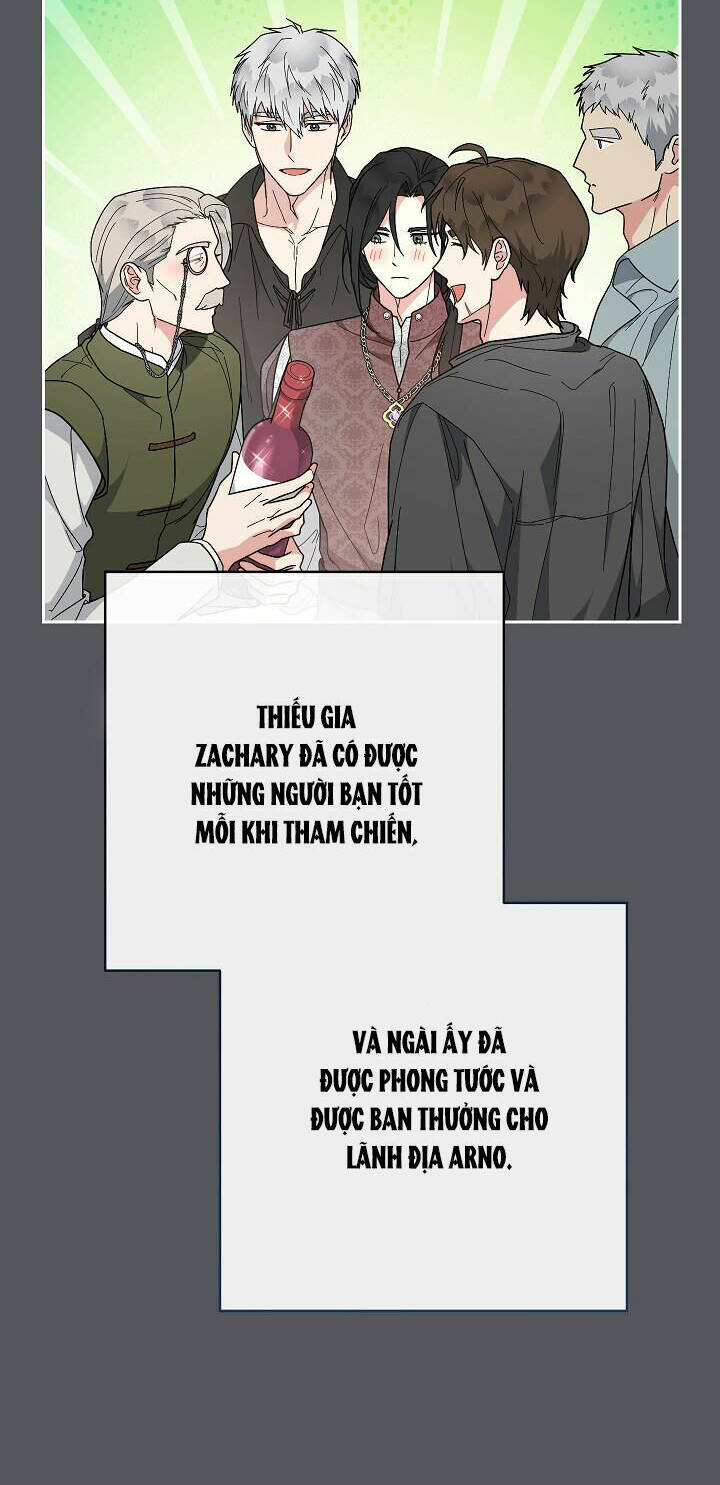 THIẾU GIA
ZACHARY ĐÃ CÓ ĐƯỢC
NHỮNG NGƯỜI BẠN TỐT
MỖI KHI THAM CHIẾN,
VÀ NGÀI ẤY ĐÃ
ĐƯỢC PHONG TƯỚC VÀ
ĐƯỢC BAN THƯỞNG CHO
LÃNH ĐỊA ARNO.